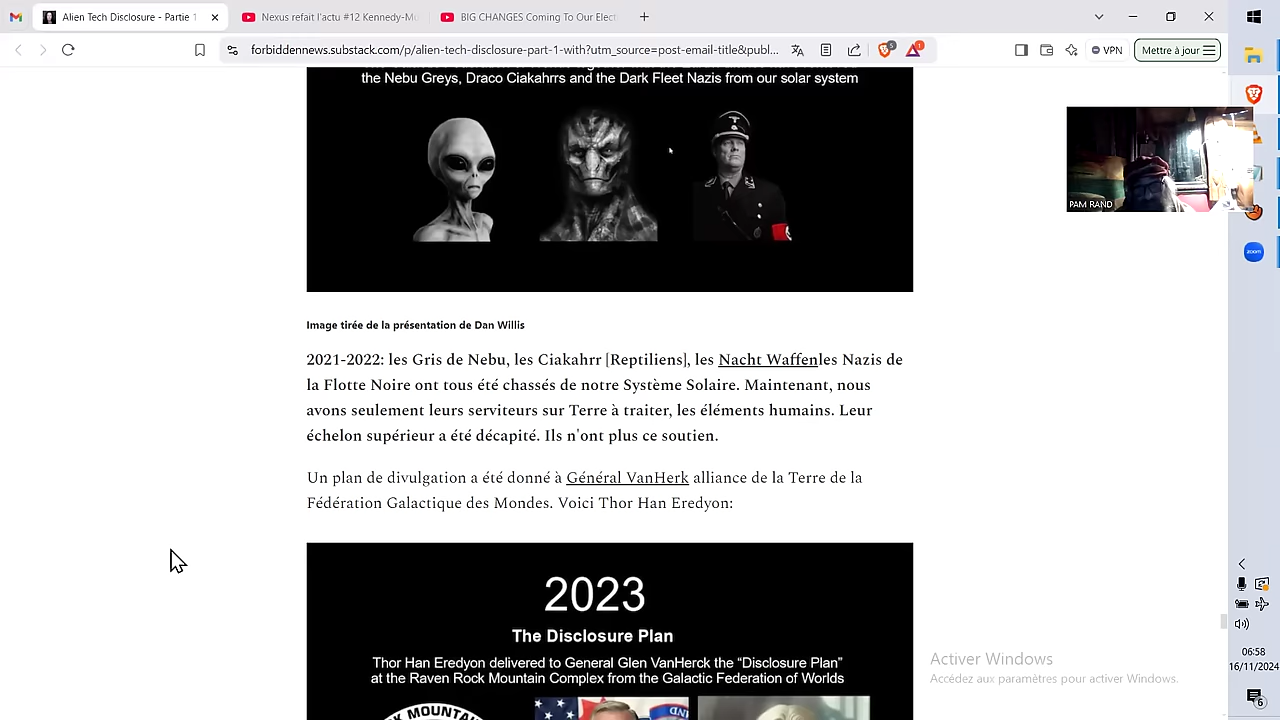 Alien Tech Disclosure - Partie 1
Nexus refait l'actu #12 Kennedy-Mu
BIG CHANGES Coming To Our Elect
forbiddennews.substack.com/p/alien-tech-disclosure-part-1-with?utm_source=post-email-title&publ...
5
1
VPN
Mettre à jour
the Nebu Greys, Draco Ciakahrrs and the Dark Fleet Nazis from our solar system
PAM RAND
zoom
Image tirée de la présentation de Dan Willis
2021-2022: les Gris de Nebu, les Ciakahrr [Reptiliens], les Nacht Waffenles Nazis de
la Flotte Noire ont tous été chassés de notre Système Solaire. Maintenant, nous
avons seulement leurs serviteurs sur Terre à traiter, les éléments humains. Leur
échelon supérieur a été décapité. Ils n'ont plus ce soutien.
Un plan de divulgation a été donné à Général VanHerk alliance de la Terre de la
Fédération Galactique des Mondes. Voici Thor Han Eredyon:
2023
The Disclosure Plan
Thor Han Eredyon delivered to General Glen VanHerck the “Disclosure Plan”
at the Raven Rock Mountain Complex from the Galactic Federation of Worlds
Activer Windows
Accédez aux paramètres pour activer Windows.
06:58
16/11/2024
6